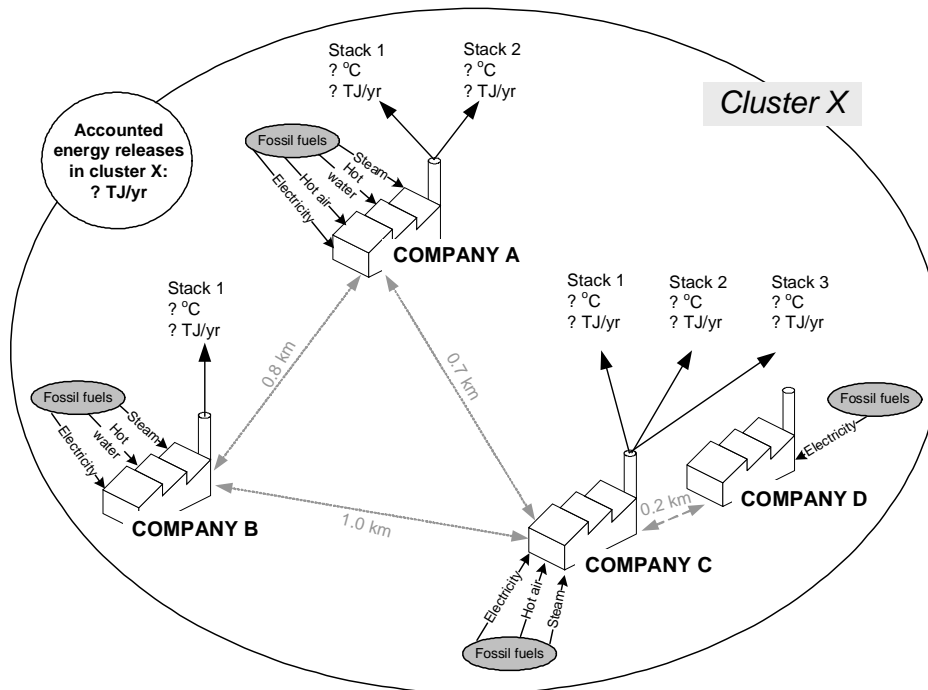 Stack 1
? °C
? TJ/yr
Stack 2
? °C
? TJ/yr
Cluster X
Accounted
energy releases
in cluster X:
? TJ/yr
Fossil fuels
Steam
Hot
water
Hot air
Electricity
COMPANY A
Stack 1
? °C
? TJ/yr
Stack 1
? °C
? TJ/yr
Stack 2
? °C
? TJ/yr
Stack 3
? °C
? TJ/yr
0.8 km
0.7 km
Fossil fuels
Steam
Hot
water
Electricity
COMPANY B
1.0 km
Fossil fuels
Electricity
COMPANY D
0.2 km
COMPANY C
Electricity
Hot air
Steam
Fossil fuels